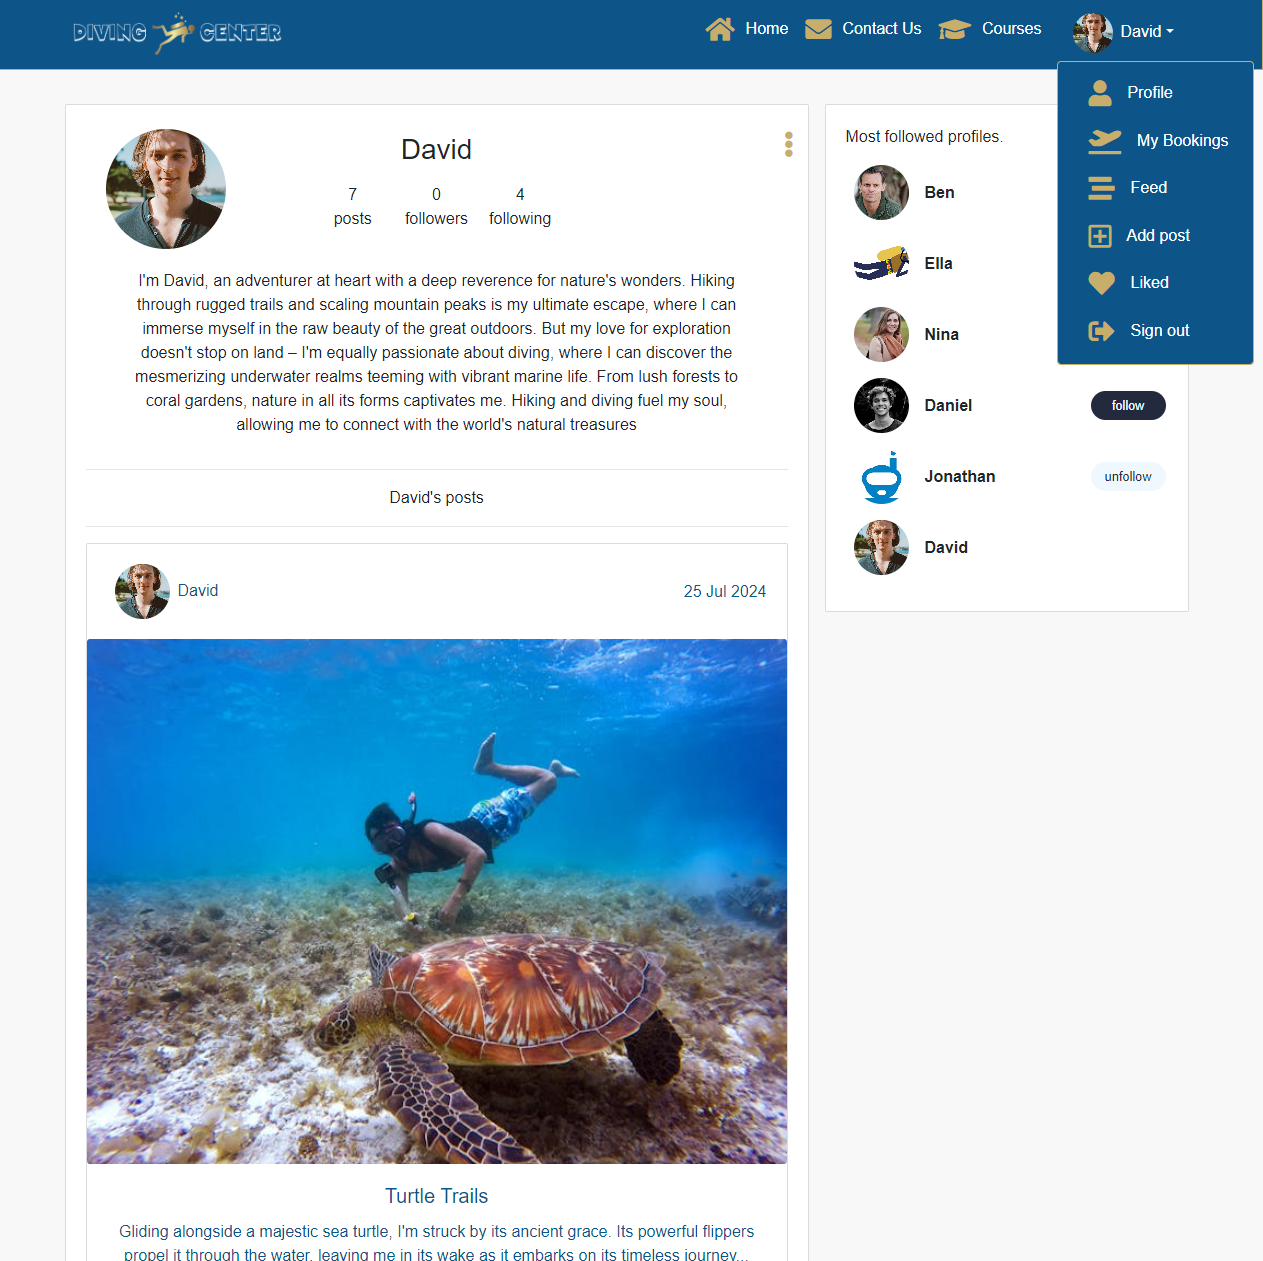 DIVING CENTER
Home
Contact Us
Courses
David
Profile
My Bookings
Feed
Add post
Liked
Sign out
David
7 posts
0 followers
4 following
I'm David, an adventurer at heart with a deep reverence for nature's wonders. Hiking
through rugged trails and scaling mountain peaks is my ultimate escape, where I can
immerse myself in the raw beauty of the great outdoors. But my love for exploration
doesn't stop on land – I'm equally passionate about diving, where I can discover the
mesmerizing underwater realms teeming with vibrant marine life. From lush forests to
coral gardens, nature in all its forms captivates me. Hiking and diving fuel my soul,
allowing me to connect with the world's natural treasures
David's posts
David
25 Jul 2024
Turtle Trails
Gliding alongside a majestic sea turtle, I'm struck by its ancient grace. Its powerful flippers
propel it through the water, leaving me in its wake as it embarks on its timeless journey...
Most followed profiles.
Ben
Ella
Nina
Daniel
follow
Jonathan
unfollow
David